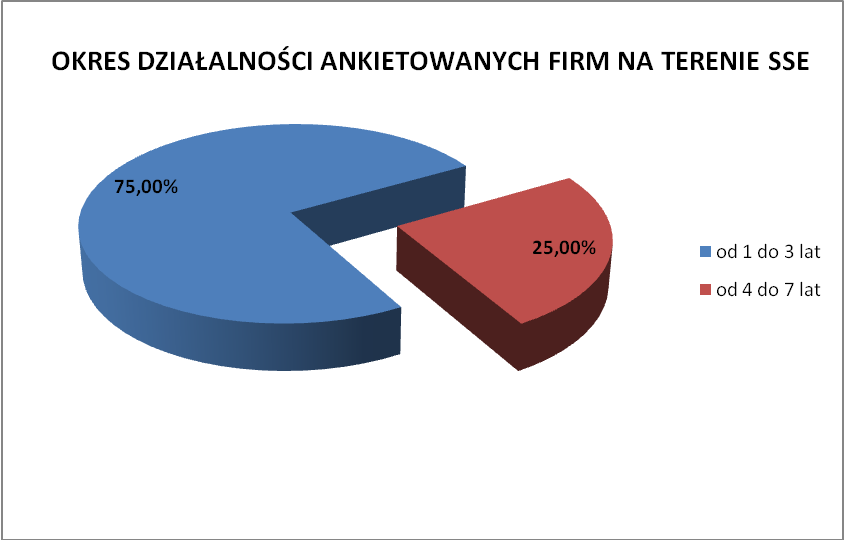 OKRES DZIAŁALNOŚCI ANKIETOWANYCH FIRM NA TERENIE SSE
75,00%
25,00%
od 1 do 3 lat
od 4 do 7 lat